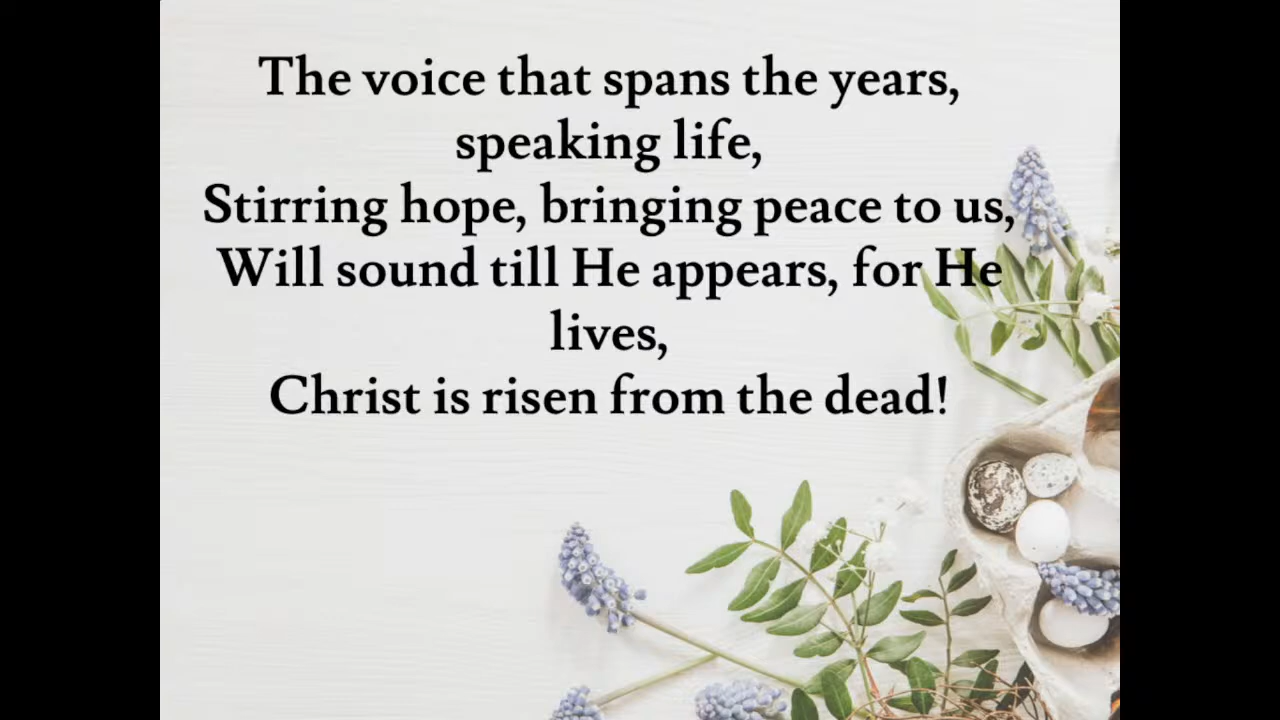 The voice that spans the years,
speaking life,
Stirring hope, bringing peace to us,
Will sound till He appears, for He
lives,
Christ is risen from the dead!